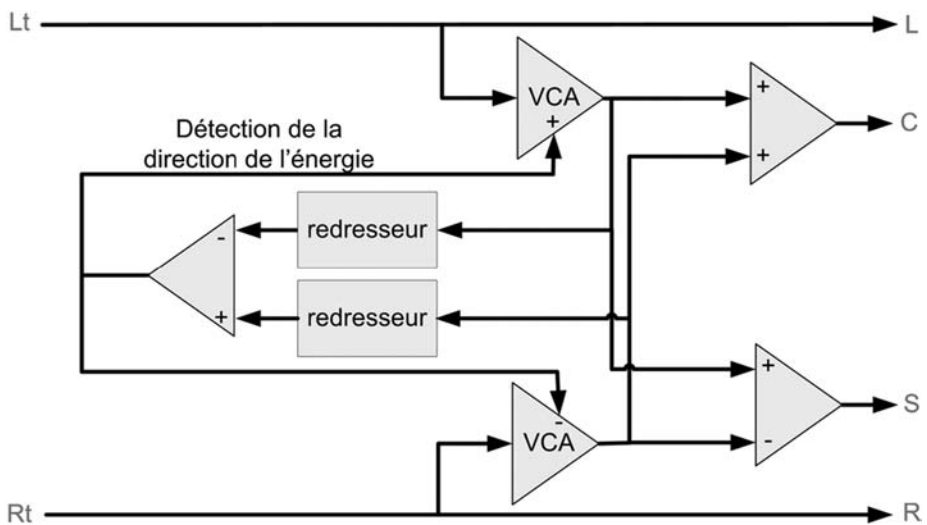 Lt
L
VCA
+
+
C
+
Détection de la
direction de l'énergie
redresseur
-
redresseur
+
+
S
-
VCA
-
Rt
R